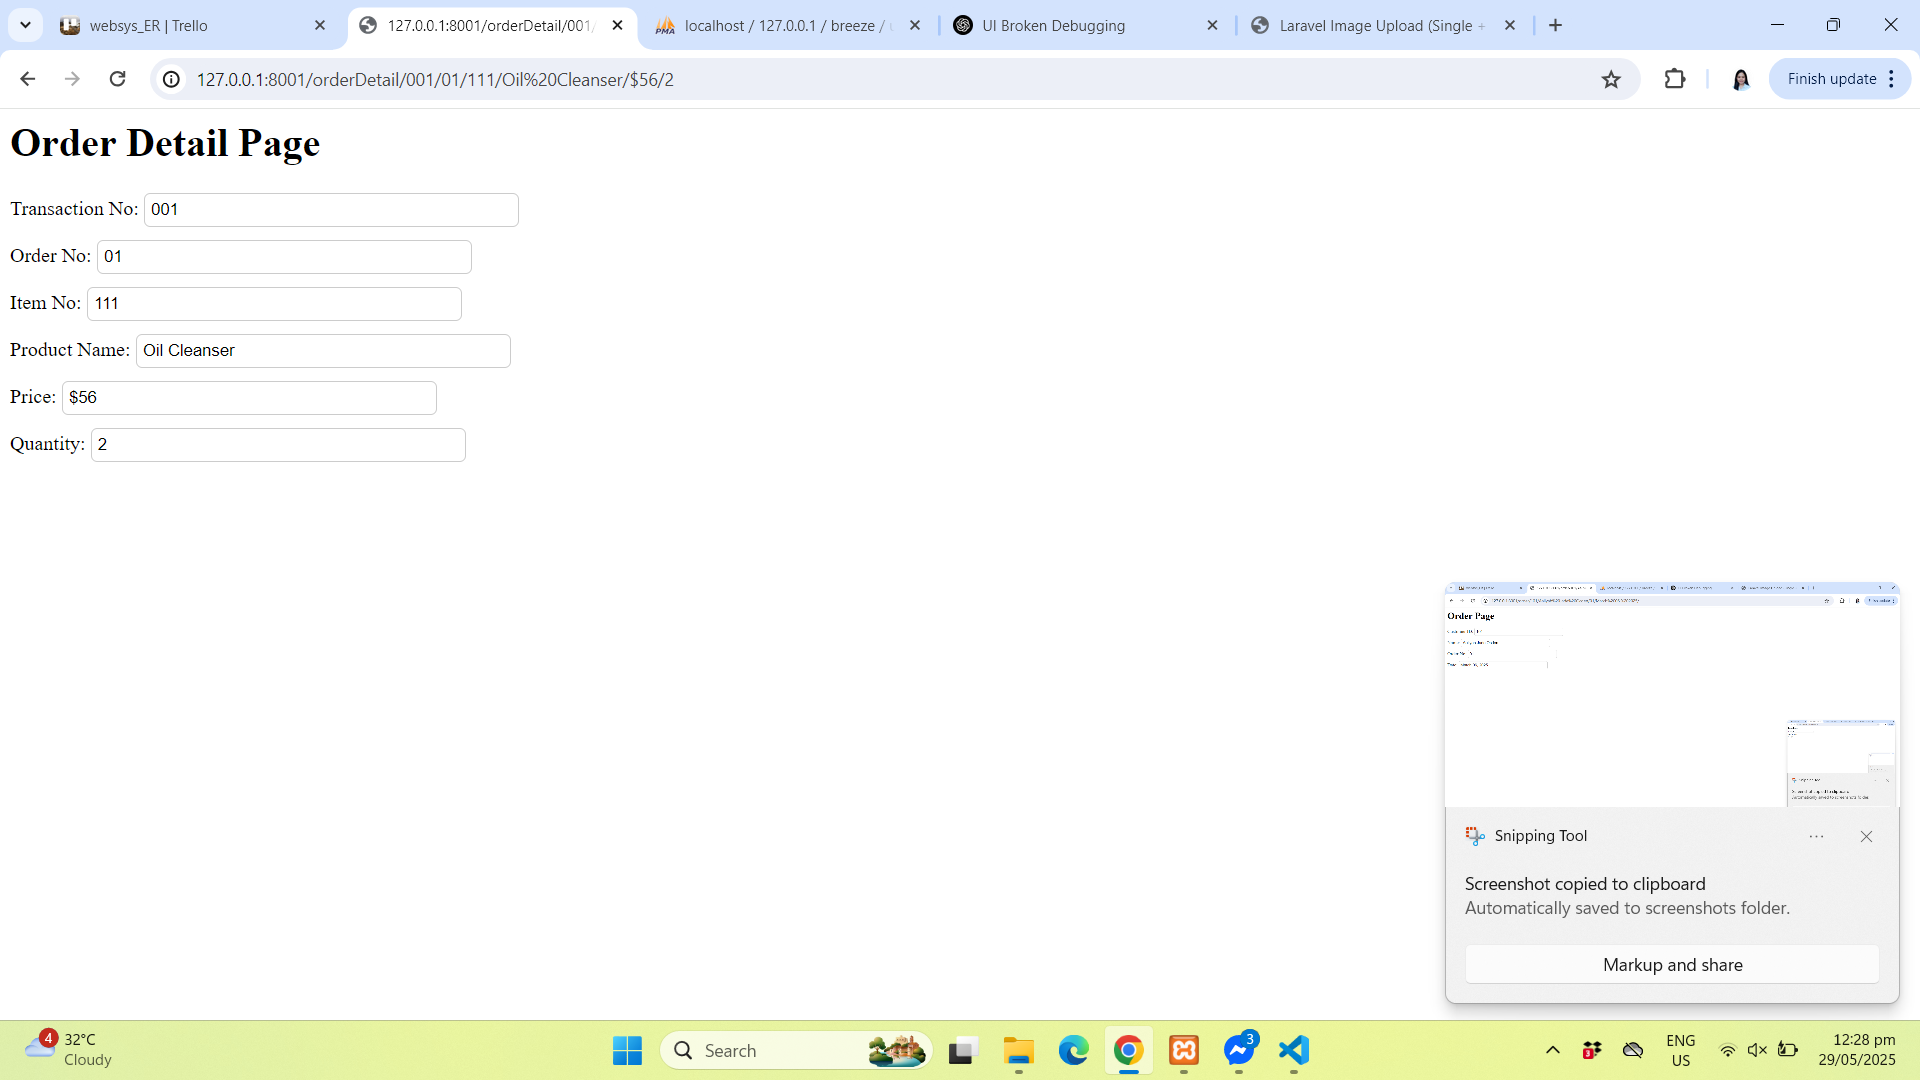 websys_ER | Trello
127.0.0.1:8001/orderDetail/001/
localhost / 127.0.0.1 / breeze /
UI Broken Debugging
Laravel Image Upload (Single +
127.0.0.1:8001/orderDetail/001/01/111/Oil%20Cleanser/$56/2
Finish update
Order Detail Page
Transaction No: 001
Order No: 01
Item No: 111
Product Name: Oil Cleanser
Price: $56
Quantity: 2
Order Page
Snipping Tool
Screenshot copied to clipboard
Automatically saved to screenshots folder.
Markup and share
4
32°C
Cloudy
Search
3
3
ENG
US
12:28 pm
29/05/2025